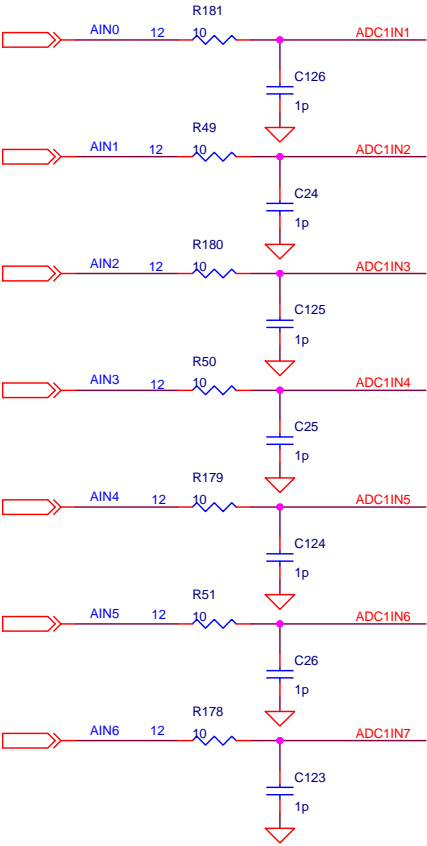 R181
AIN0 12 10 ADC1IN1
C126
1p
R49
AIN1 12 10 ADC1IN2
C24
1p
R180
AIN2 12 10 ADC1IN3
C125
1p
R50
AIN3 12 10 ADC1IN4
C25
1p
R179
AIN4 12 10 ADC1IN5
C124
1p
R51
AIN5 12 10 ADC1IN6
C26
1p
R178
AIN6 12 10 ADC1IN7
C123
1p